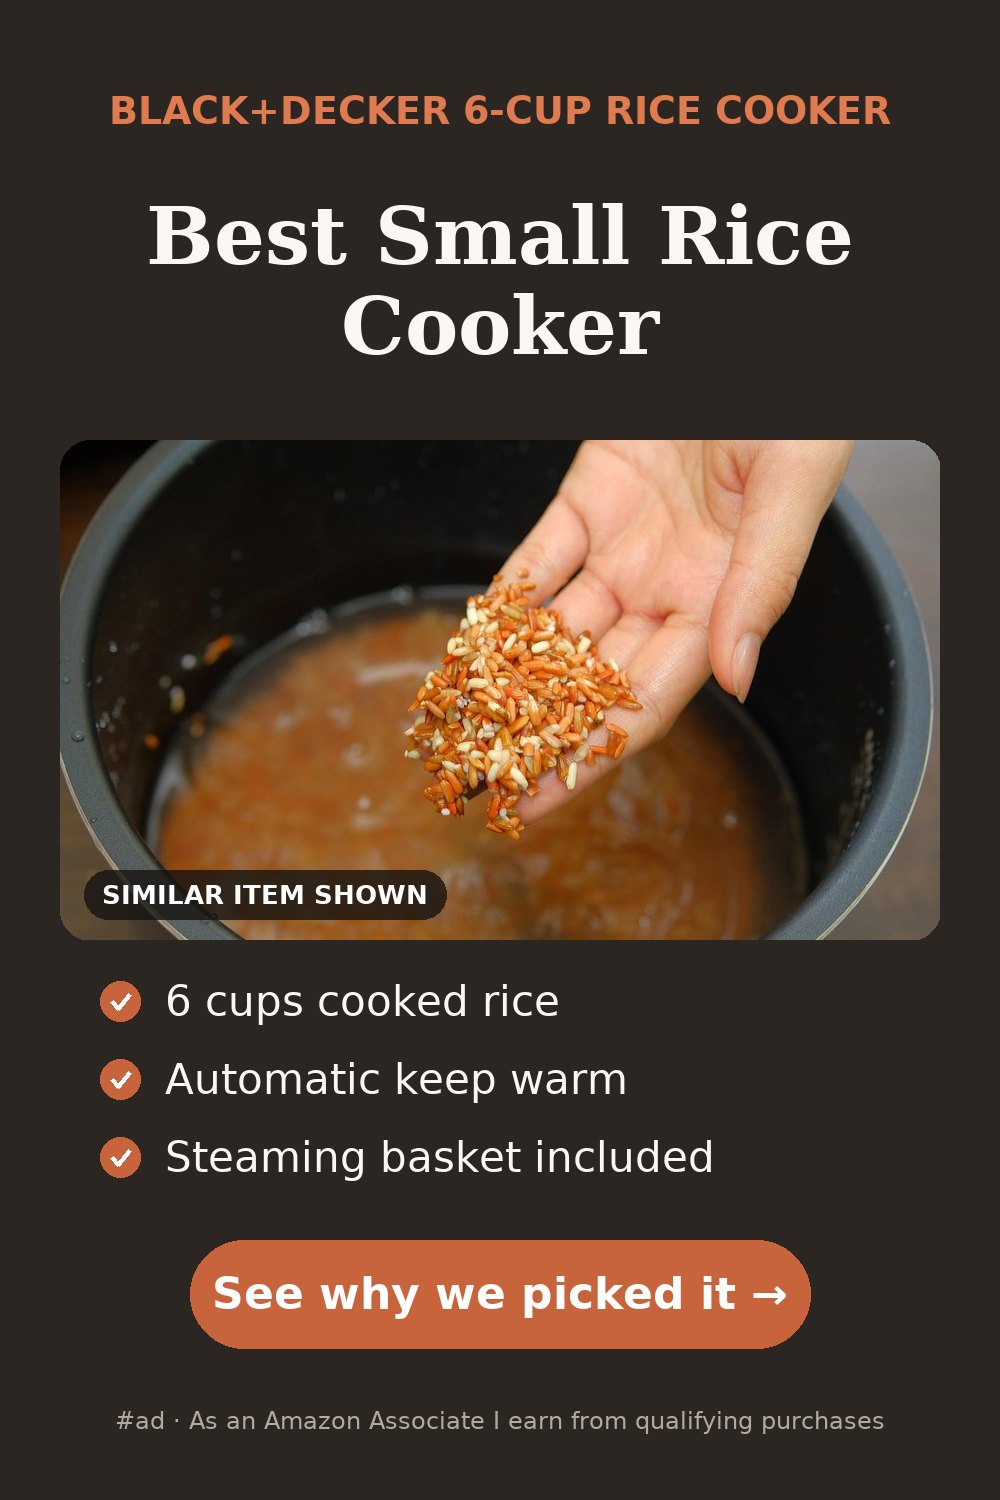 BLACK+DECKER 6-CUP RICE COOKER
Best Small Rice
Cooker
SIMILAR ITEM SHOWN
6 cups cooked rice
Automatic keep warm
Steaming basket included
See why we picked it →
#ad · As an Amazon Associate I earn from qualifying purchases